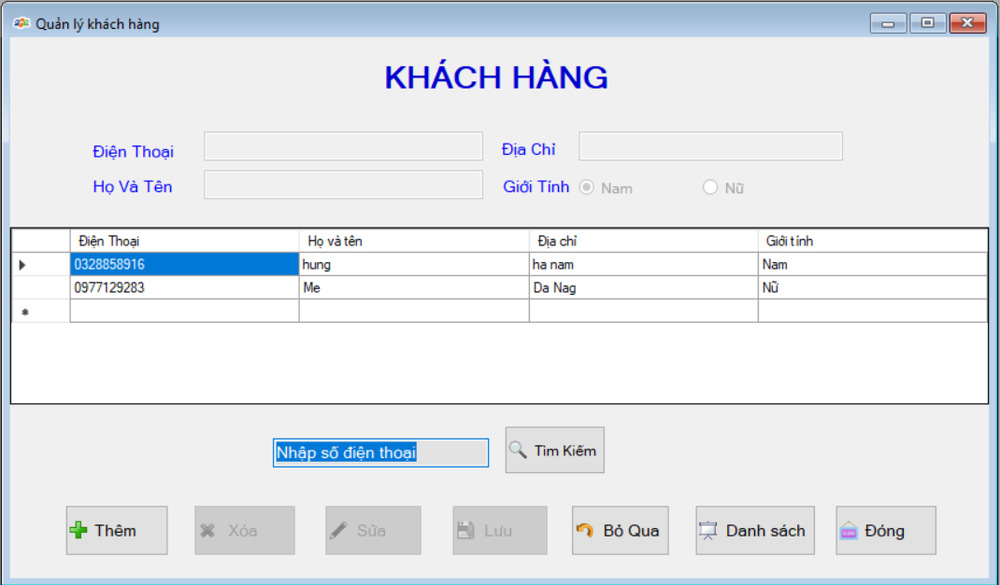 Quản lý khách hàng
KHÁCH HÀNG
Điện Thoại Địa Chỉ
Họ Và Tên Giới Tính Nam Nữ
Điện Thoại Họ và tên Địa chỉ Giới tính
0328858916 hung ha nam Nam
0977129283 Me Da Nag Nữ
Nhập số điện thoại Tìm Kiếm
Thêm Xóa Sửa Lưu Bỏ Qua Danh sách Đóng